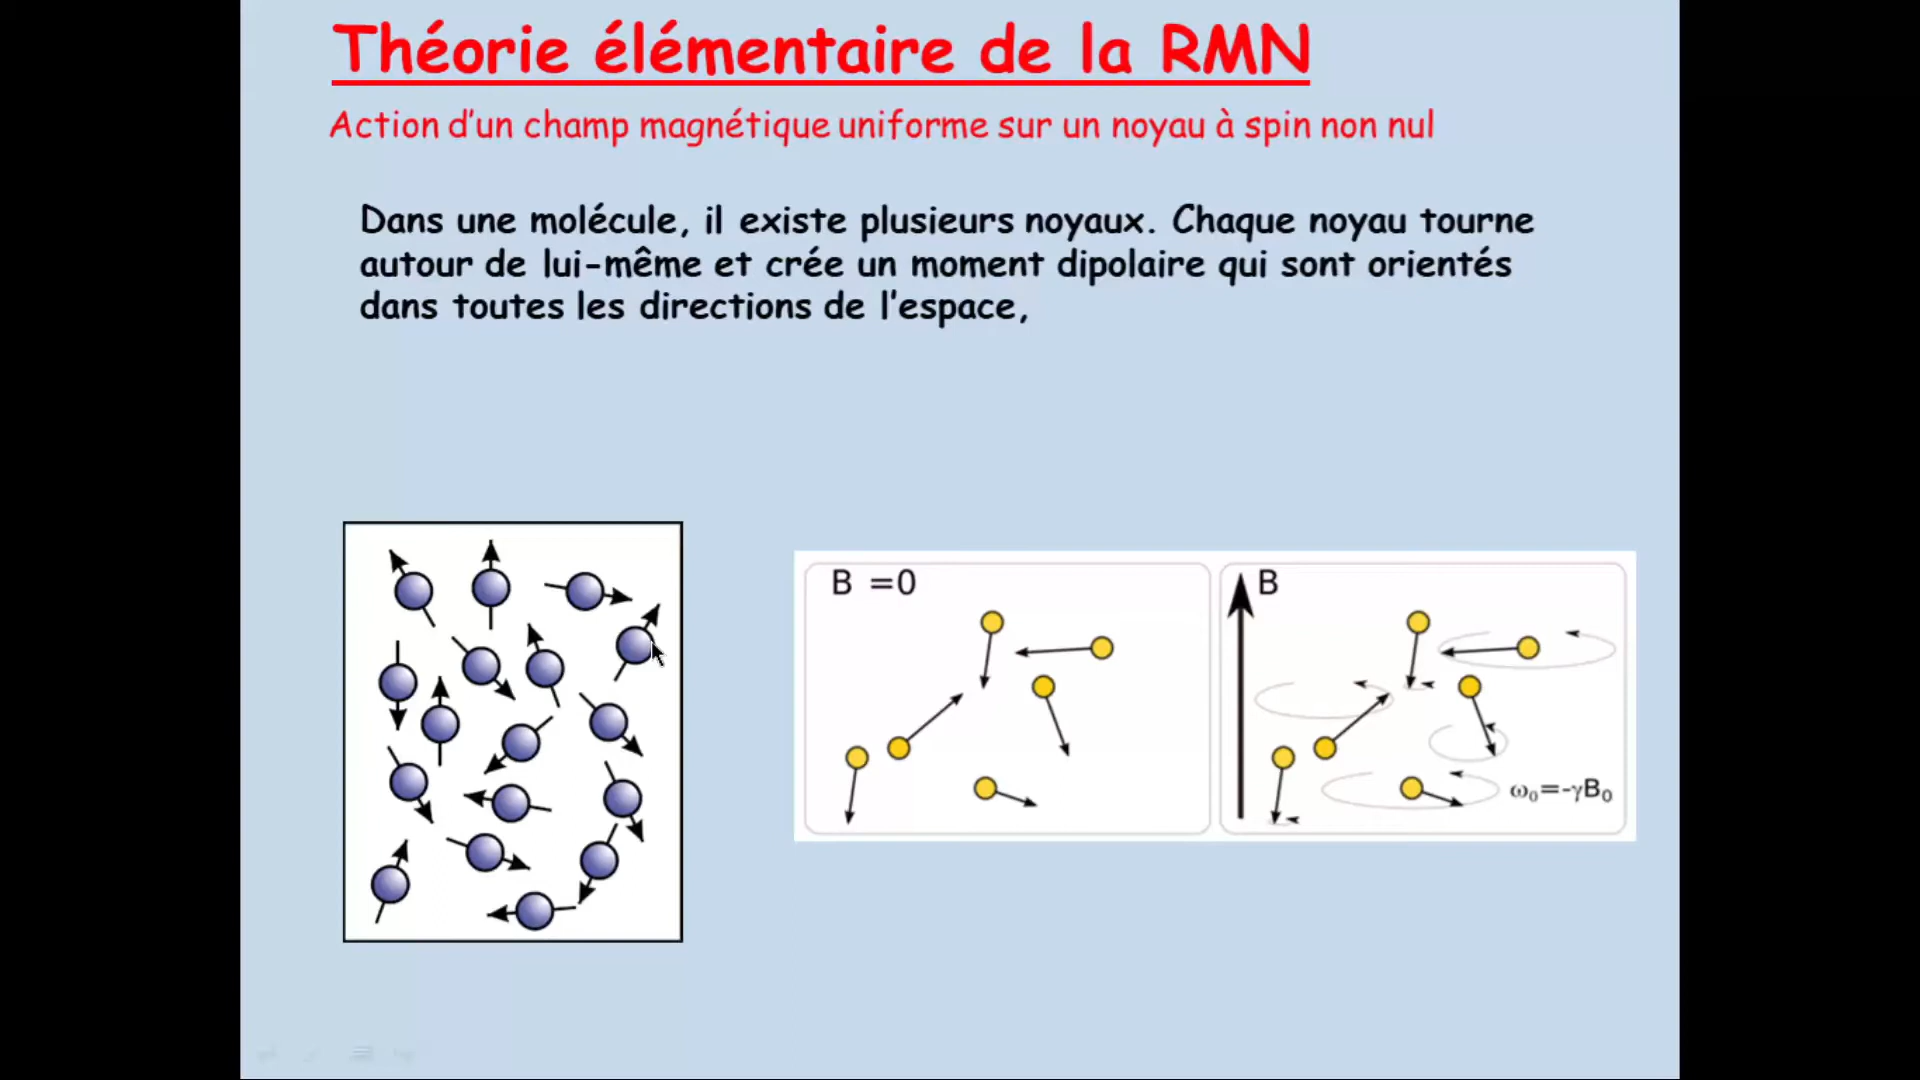 Théorie élémentaire de la RMN
Action d'un champ magnétique uniforme sur un noyau à spin non nul
Dans une molécule, il existe plusieurs noyaux. Chaque noyau tourne
autour de lui-même et crée un moment dipolaire qui sont orientés
dans toutes les directions de l'espace,
B =0
B
ω₀=-γB₀